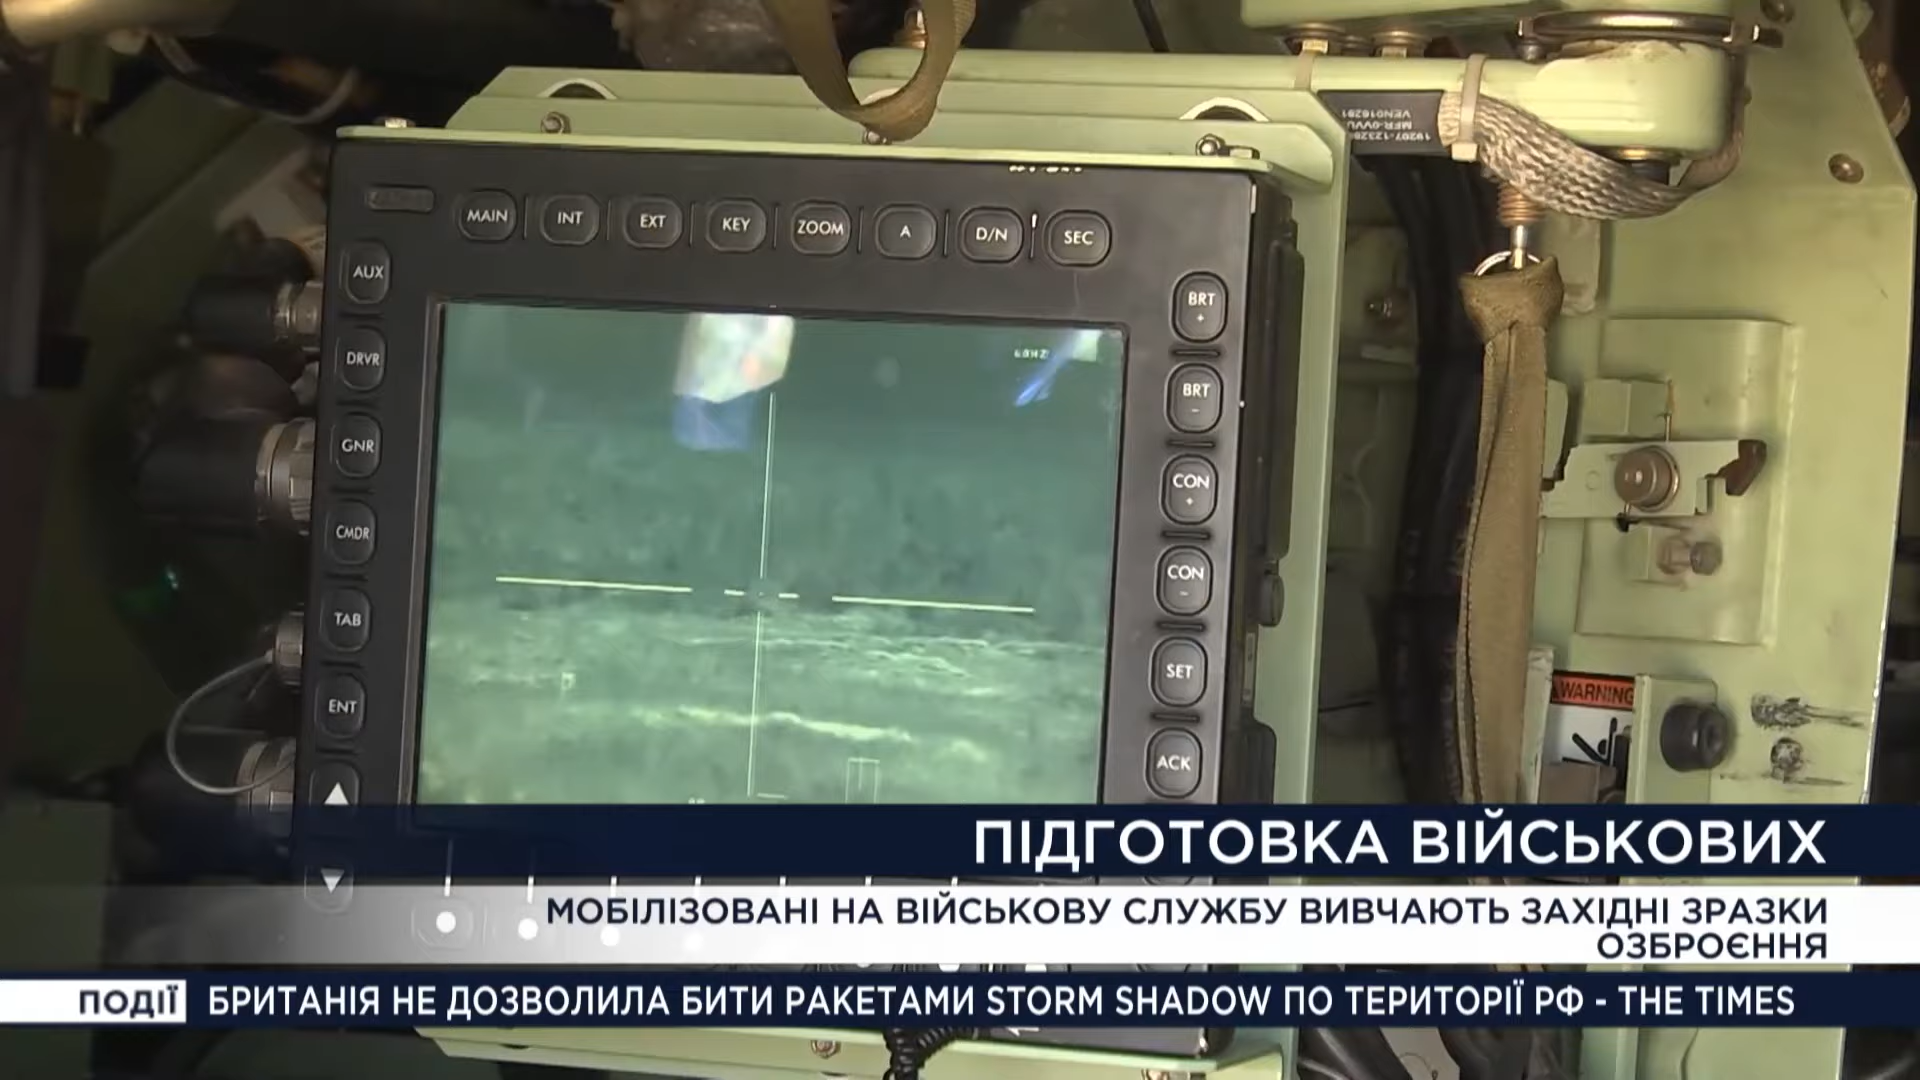 MAIN INT EXT KEY ZOOM A D/N SEC
AUX
DRVR
GNR
CMDR
TAB
ENT
BRT
+
BRT
-
CON
+
CON
-
SET
ACK
VEN016291
WARNING
ПІДГОТОВКА ВІЙСЬКОВИХ
МОБІЛІЗОВАНІ НА ВІЙСЬКОВУ СЛУЖБУ ВИВЧАЮТЬ ЗАХІДНІ ЗРАЗКИ
ОЗБРОЄННЯ
ПОДІЇ БРИТАНІЯ НЕ ДОЗВОЛИЛА БИТИ РАКЕТАМИ STORM SHADOW ПО ТЕРИТОРІЇ РФ - THE TIMES